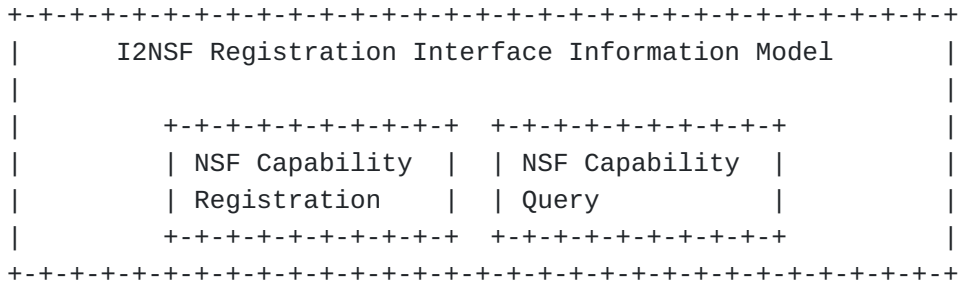 +-+-+-+-+-+-+-+-+-+-+-+-+-+-+-+-+-+-+-+-+-+-+-+-+-+-+-+-+-+-+
|      I2NSF Registration Interface Information Model       |
|                                                           |
|         +-+-+-+-+-+-+-+-+-+  +-+-+-+-+-+-+-+-+-+          |
|         | NSF Capability  |  | NSF Capability  |          |
|         | Registration    |  | Query           |          |
|         +-+-+-+-+-+-+-+-+-+  +-+-+-+-+-+-+-+-+-+          |
+-+-+-+-+-+-+-+-+-+-+-+-+-+-+-+-+-+-+-+-+-+-+-+-+-+-+-+-+-+-+